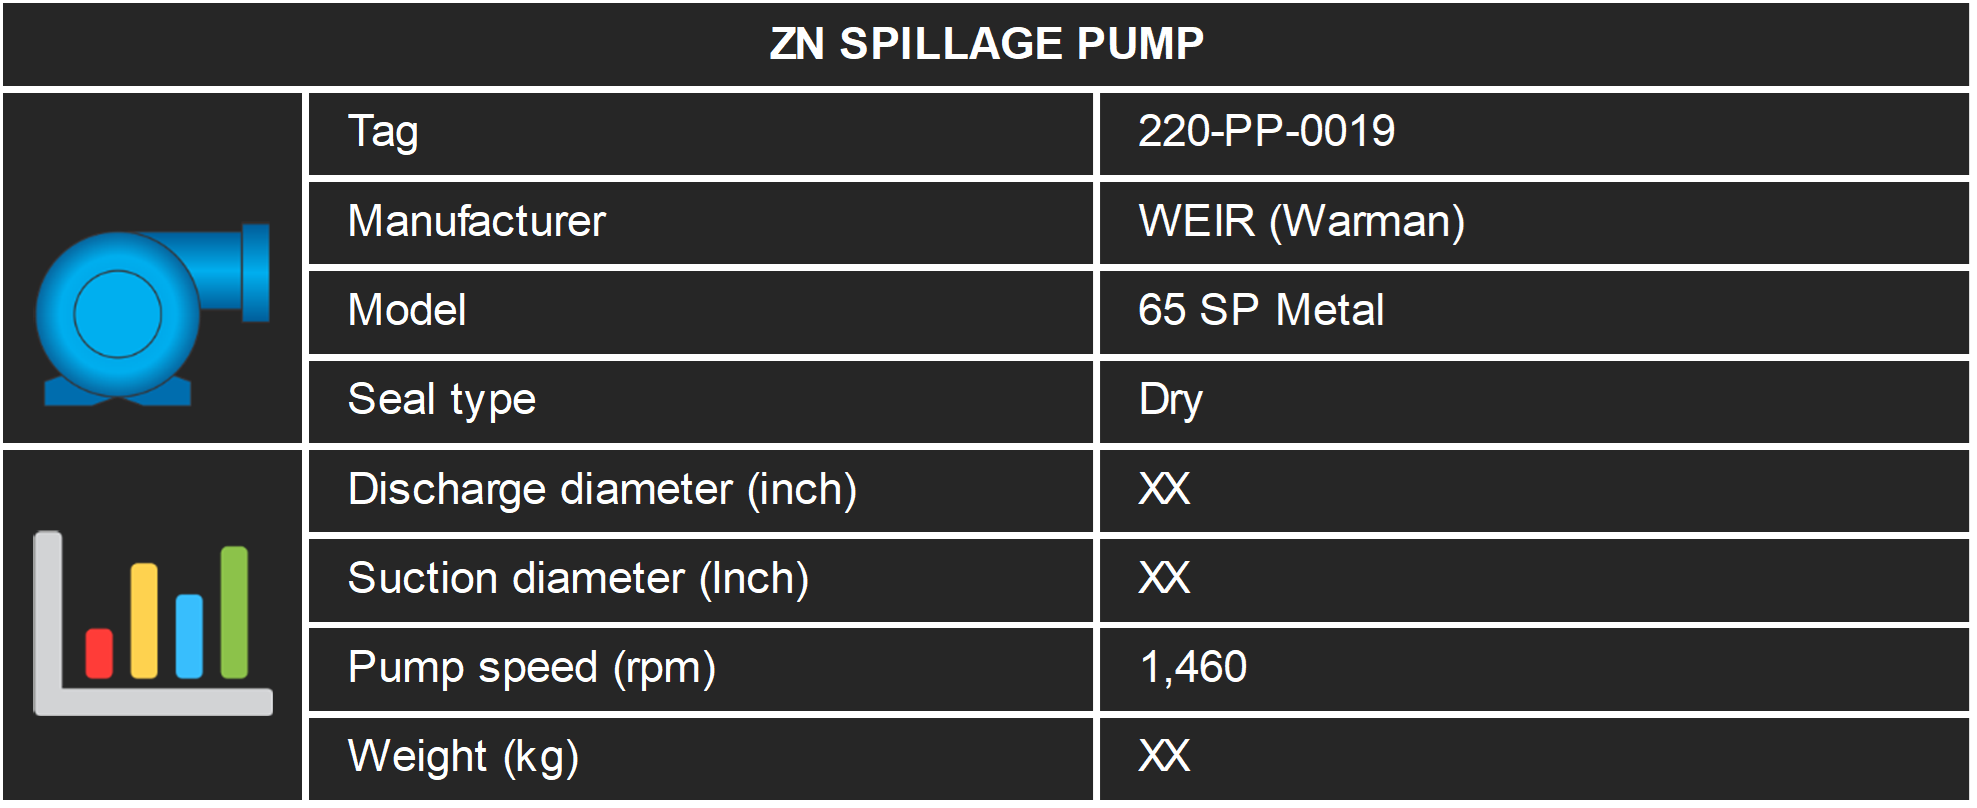 ZN SPILLAGE PUMP
Tag 220-PP-0019
Manufacturer WEIR (Warman)
Model 65 SP Metal
Seal type Dry
Discharge diameter (inch) XX
Suction diameter (Inch) XX
Pump speed (rpm) 1,460
Weight (kg) XX